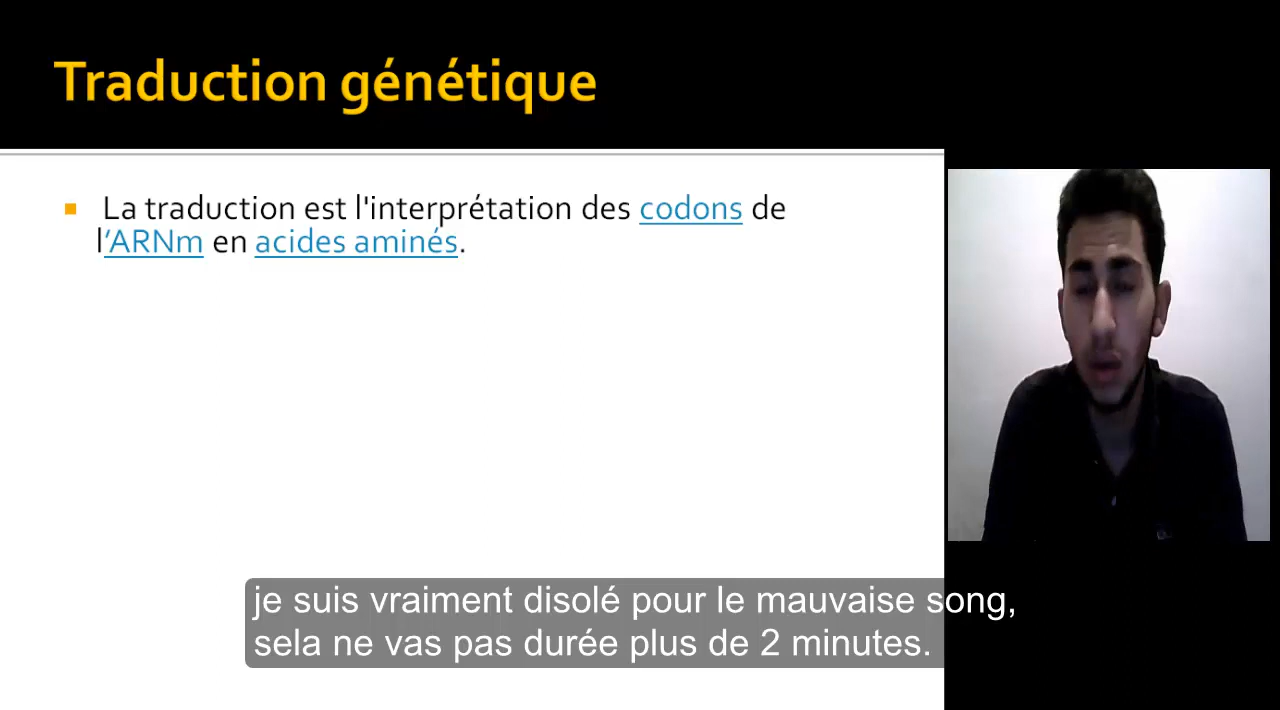 Traduction génétique
La traduction est l'interprétation des codons de
l’ARNm en acides aminés.
je suis vraiment disolé pour le mauvaise song,
sela ne vas pas durée plus de 2 minutes.